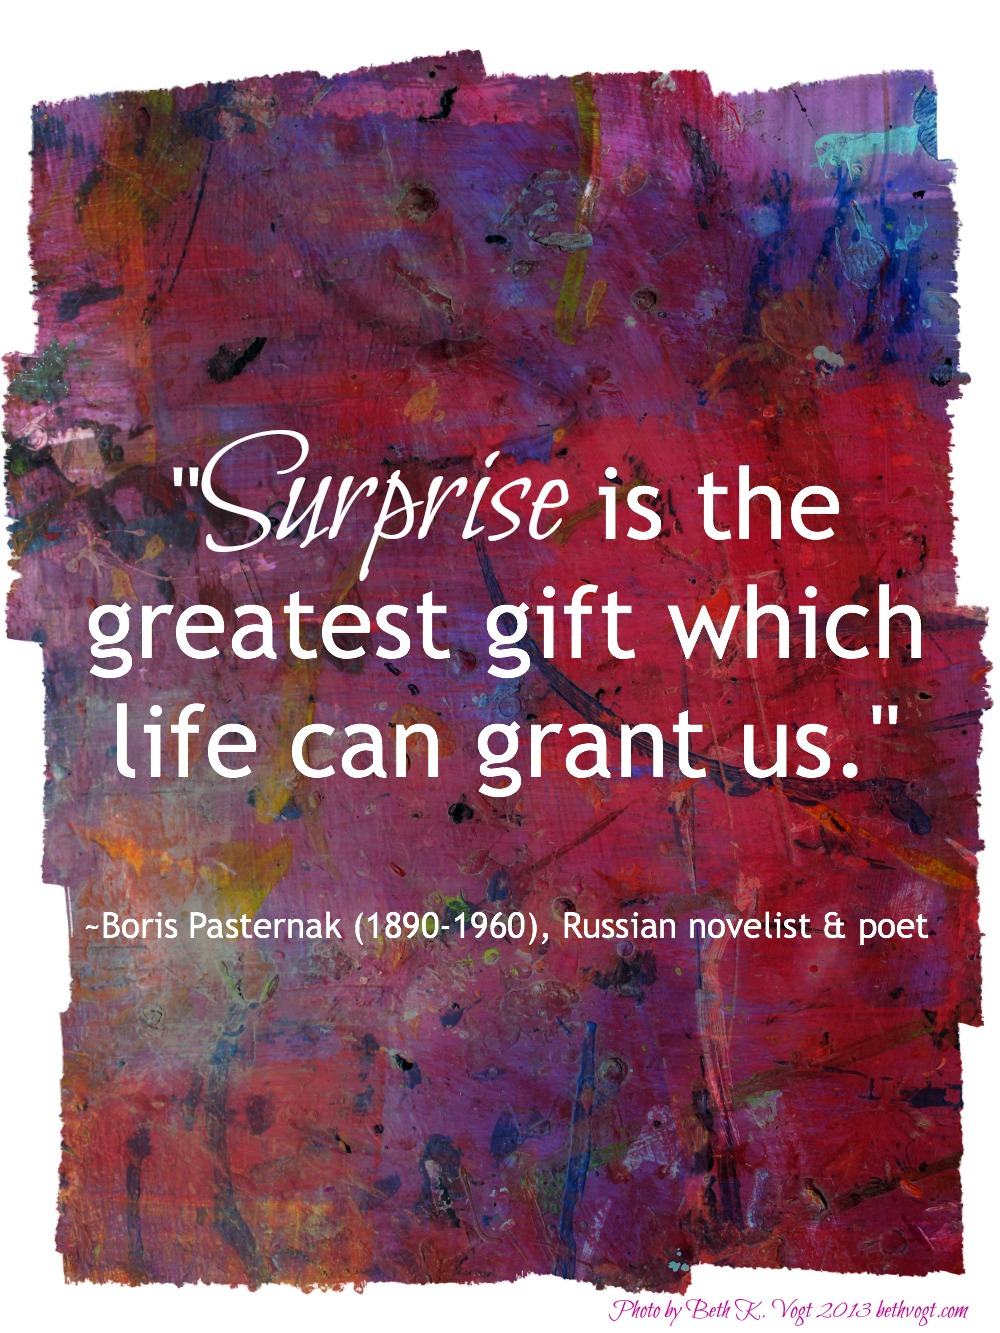 "Surprise is the
greatest gift which
life can grant us."
~Boris Pasternak (1890-1960), Russian novelist & poet
Photo by Beth K. Vogt 2013 bethvogt.com